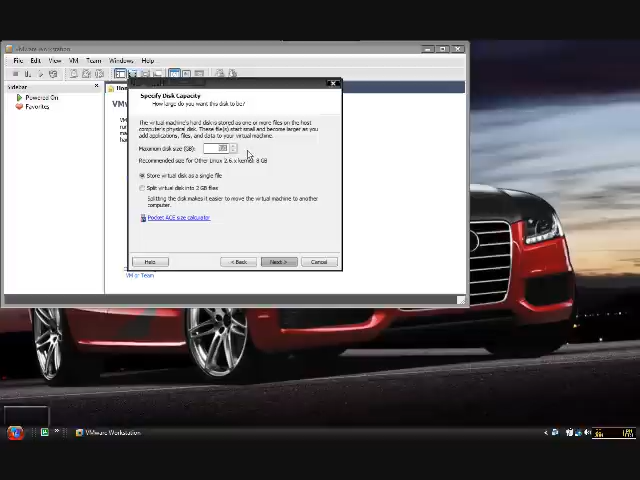 VMware Workstation
File Edit View VM Team Windows Help
Sidebar
Powered On
Favorites
Specify Disk Capacity
How large do you want this disk to be?
The virtual machine's hard disk is stored as one or more files on the host
computer's physical disk. These file(s) start small and become larger as you
add applications, files, and data to your virtual machine.
Maximum disk size (GB):
Recommended size for Other Linux 2.6.x kernel: 8 GB
Store virtual disk as a single file
Split virtual disk into 2 GB files
Splitting the disk makes it easier to move the virtual machine to another
computer.
Pocket ACE size calculator
Help < Back Next > Cancel
VM or Team
VMware Workstation